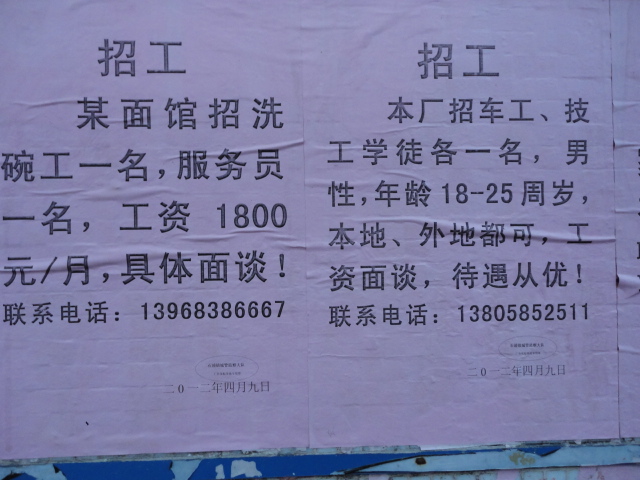 招工
某面馆招洗
碗工一名，服务员
一名，工资 1800
元/月，具体面谈！
联系电话：13968386667
二0一二年四月九日
招工
本厂招车工、技
工学徒各一名，男
性，年龄 18-25 周岁，
本地、外地都可，工
资面谈，待遇从优！
联系电话：13805852511
二0一二年四月九日